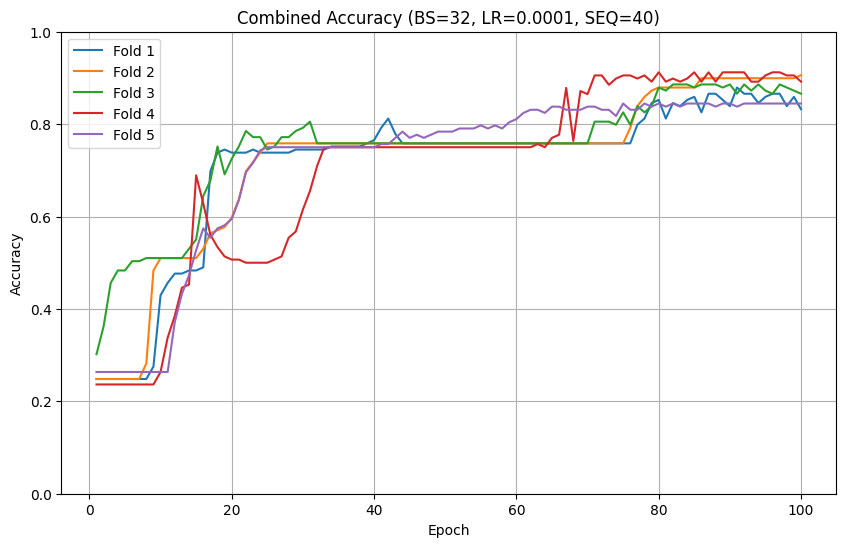 Combined Accuracy (BS=32, LR=0.0001, SEQ=40)
Fold 1
Fold 2
Fold 3
Fold 4
Fold 5
Accuracy
1.0
0.8
0.6
0.4
0.2
0.0
0
20
40
60
80
100
Epoch